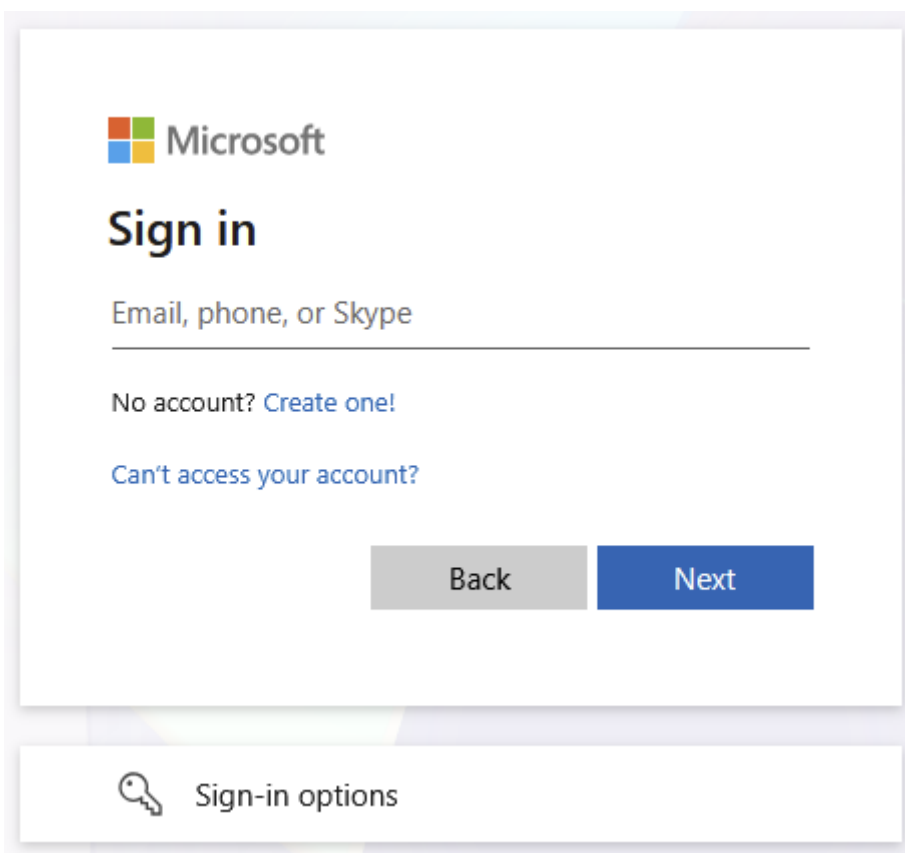 Microsoft
Sign in
Email, phone, or Skype
No account? Create one!
Can't access your account?
Back Next
Sign-in options